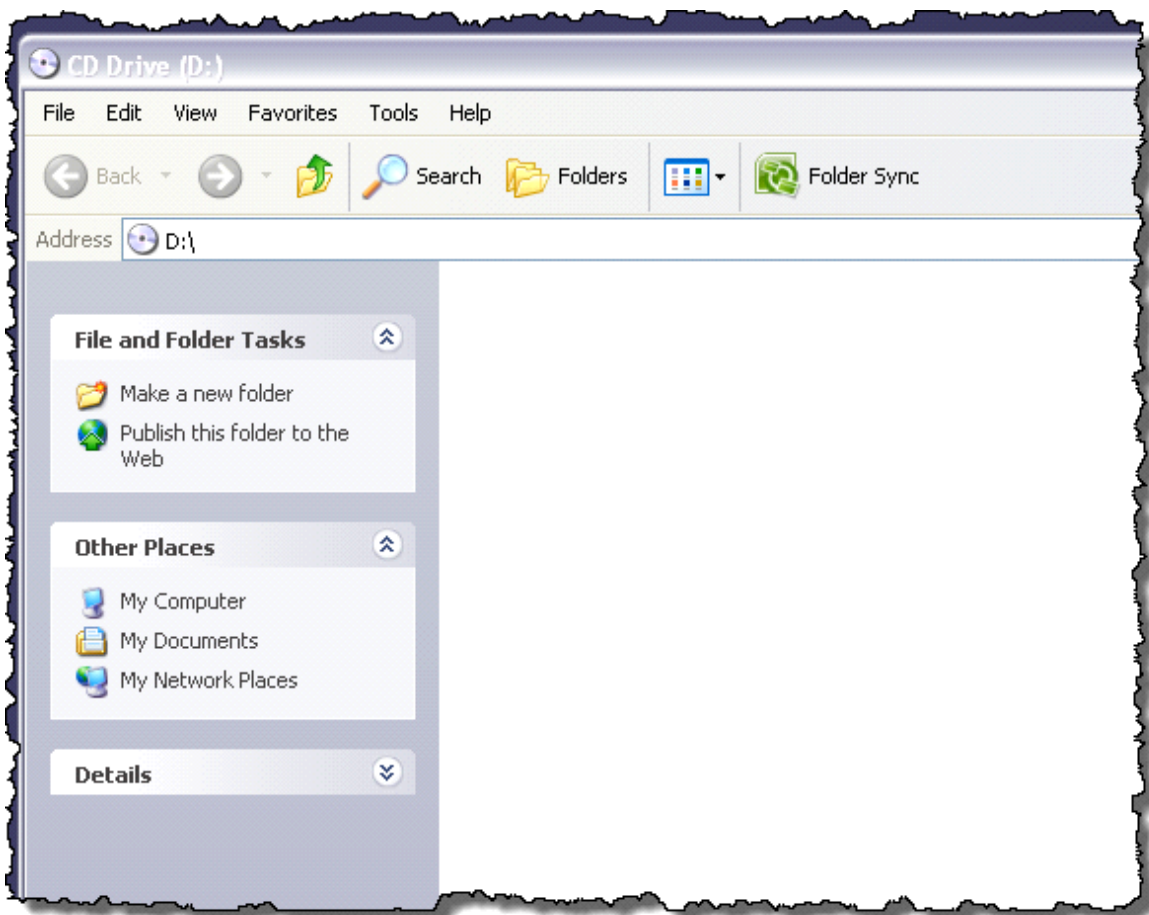 CD Drive (D:)
File Edit View Favorites Tools Help
Back Search Folders Folder Sync
Address D:\
File and Folder Tasks
Make a new folder
Publish this folder to the
Web
Other Places
My Computer
My Documents
My Network Places
Details